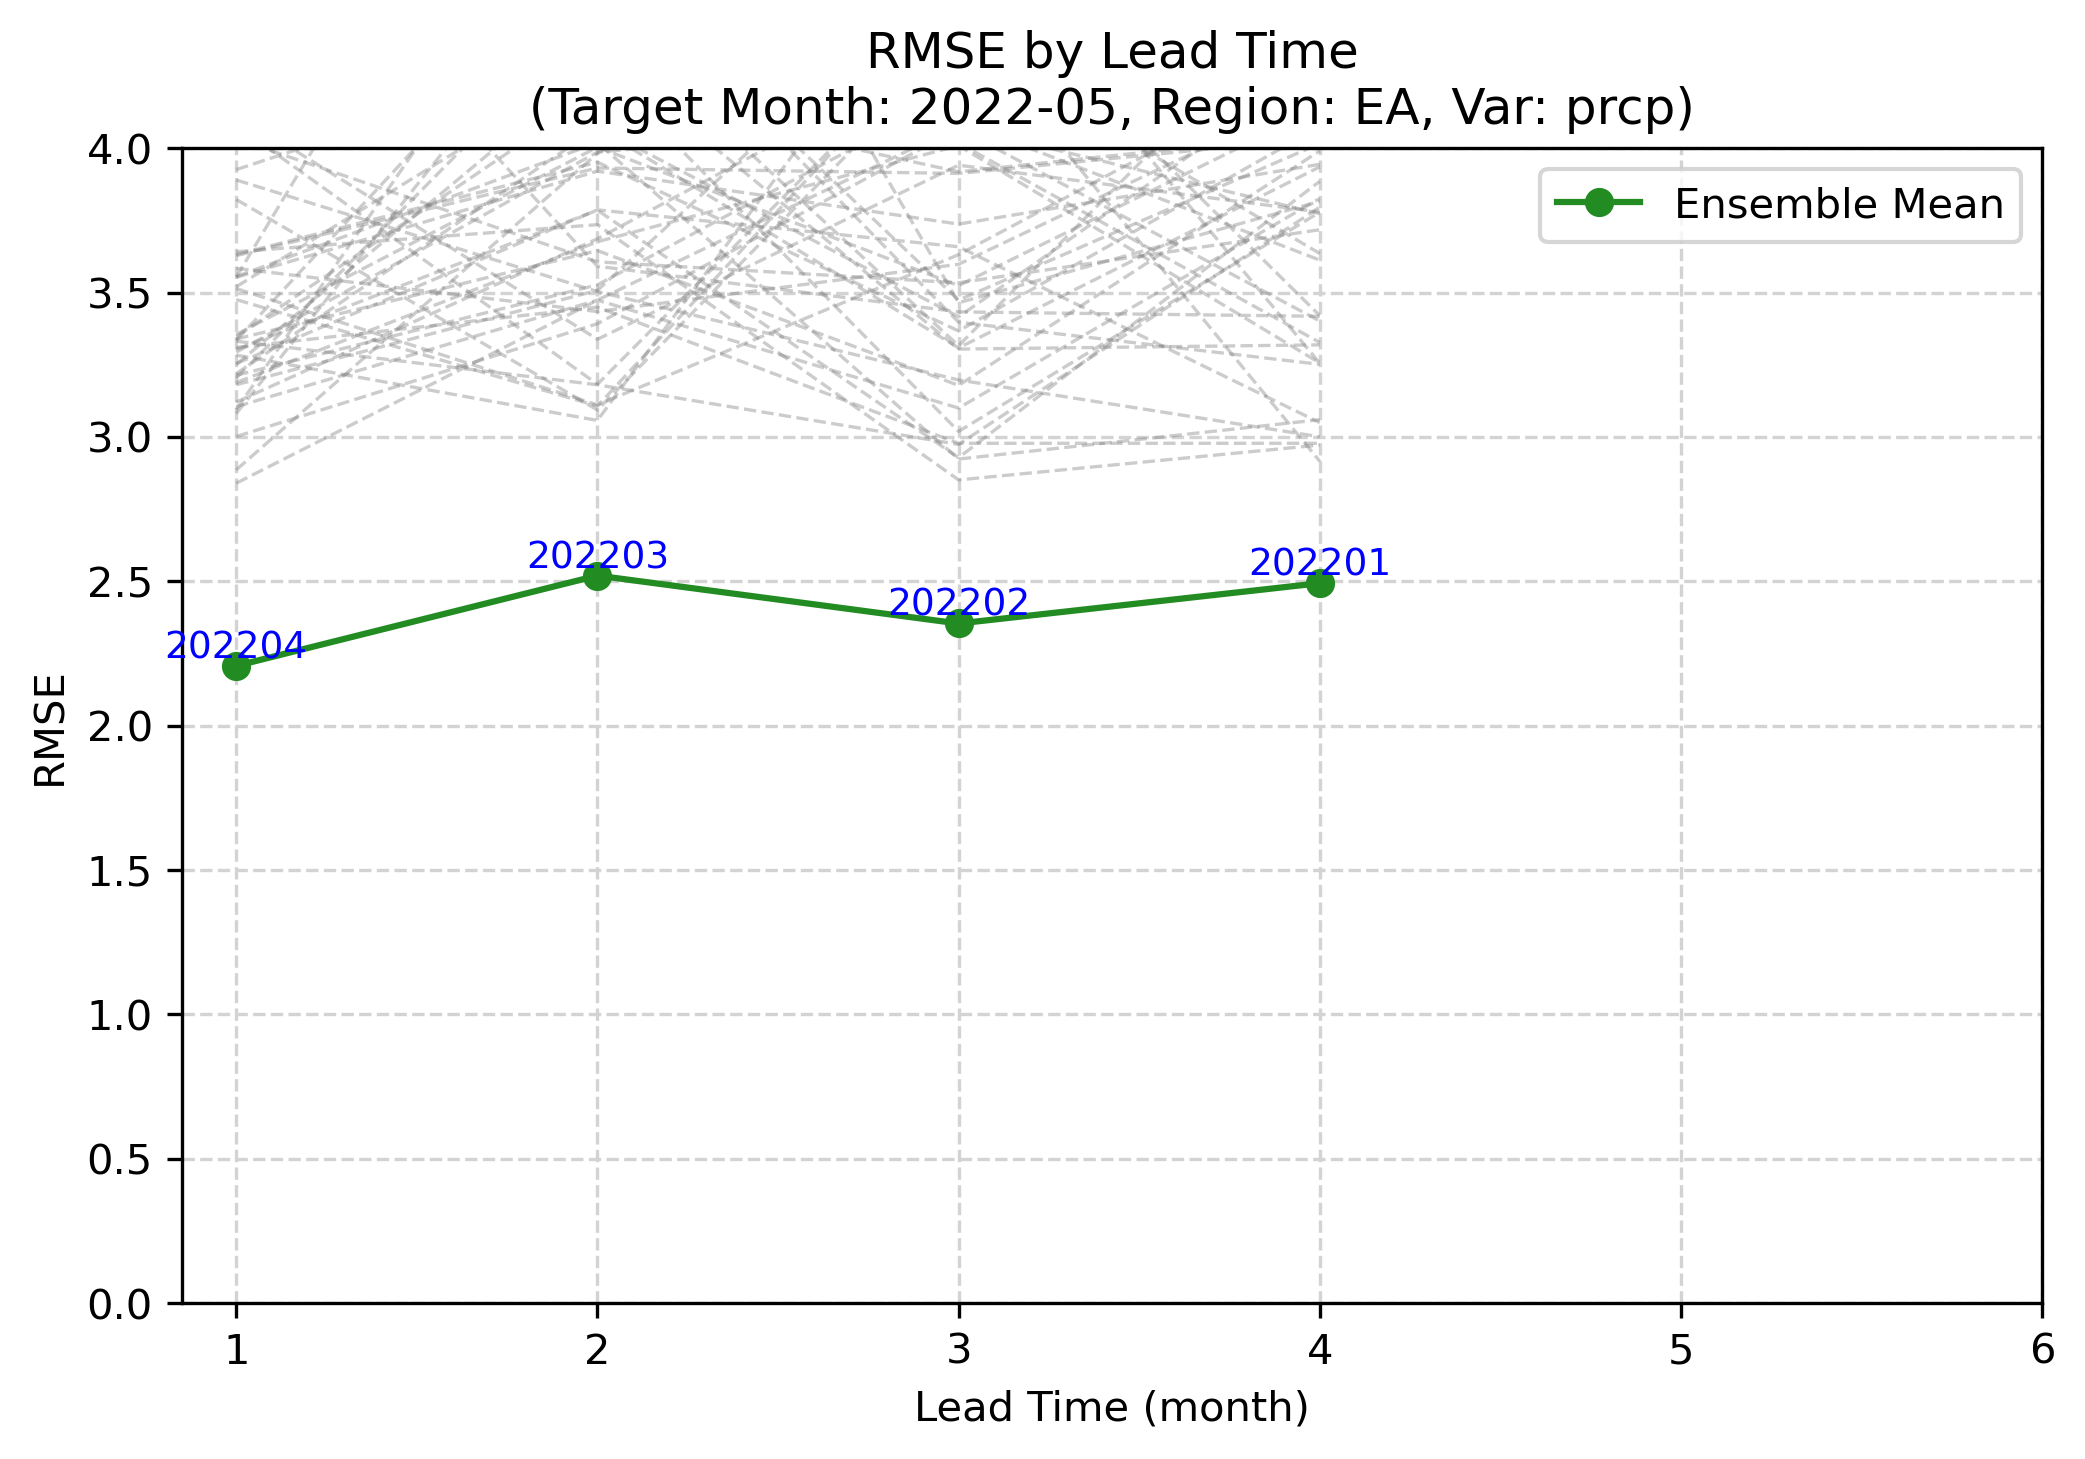 RMSE by Lead Time
(Target Month: 2022-05, Region: EA, Var: prcp)
4.0
3.5
3.0
2.5
2.0
1.5
1.0
0.5
0.0
RMSE
Ensemble Mean
202204
202203
202202
202201
1 2 3 4 5 6
Lead Time (month)